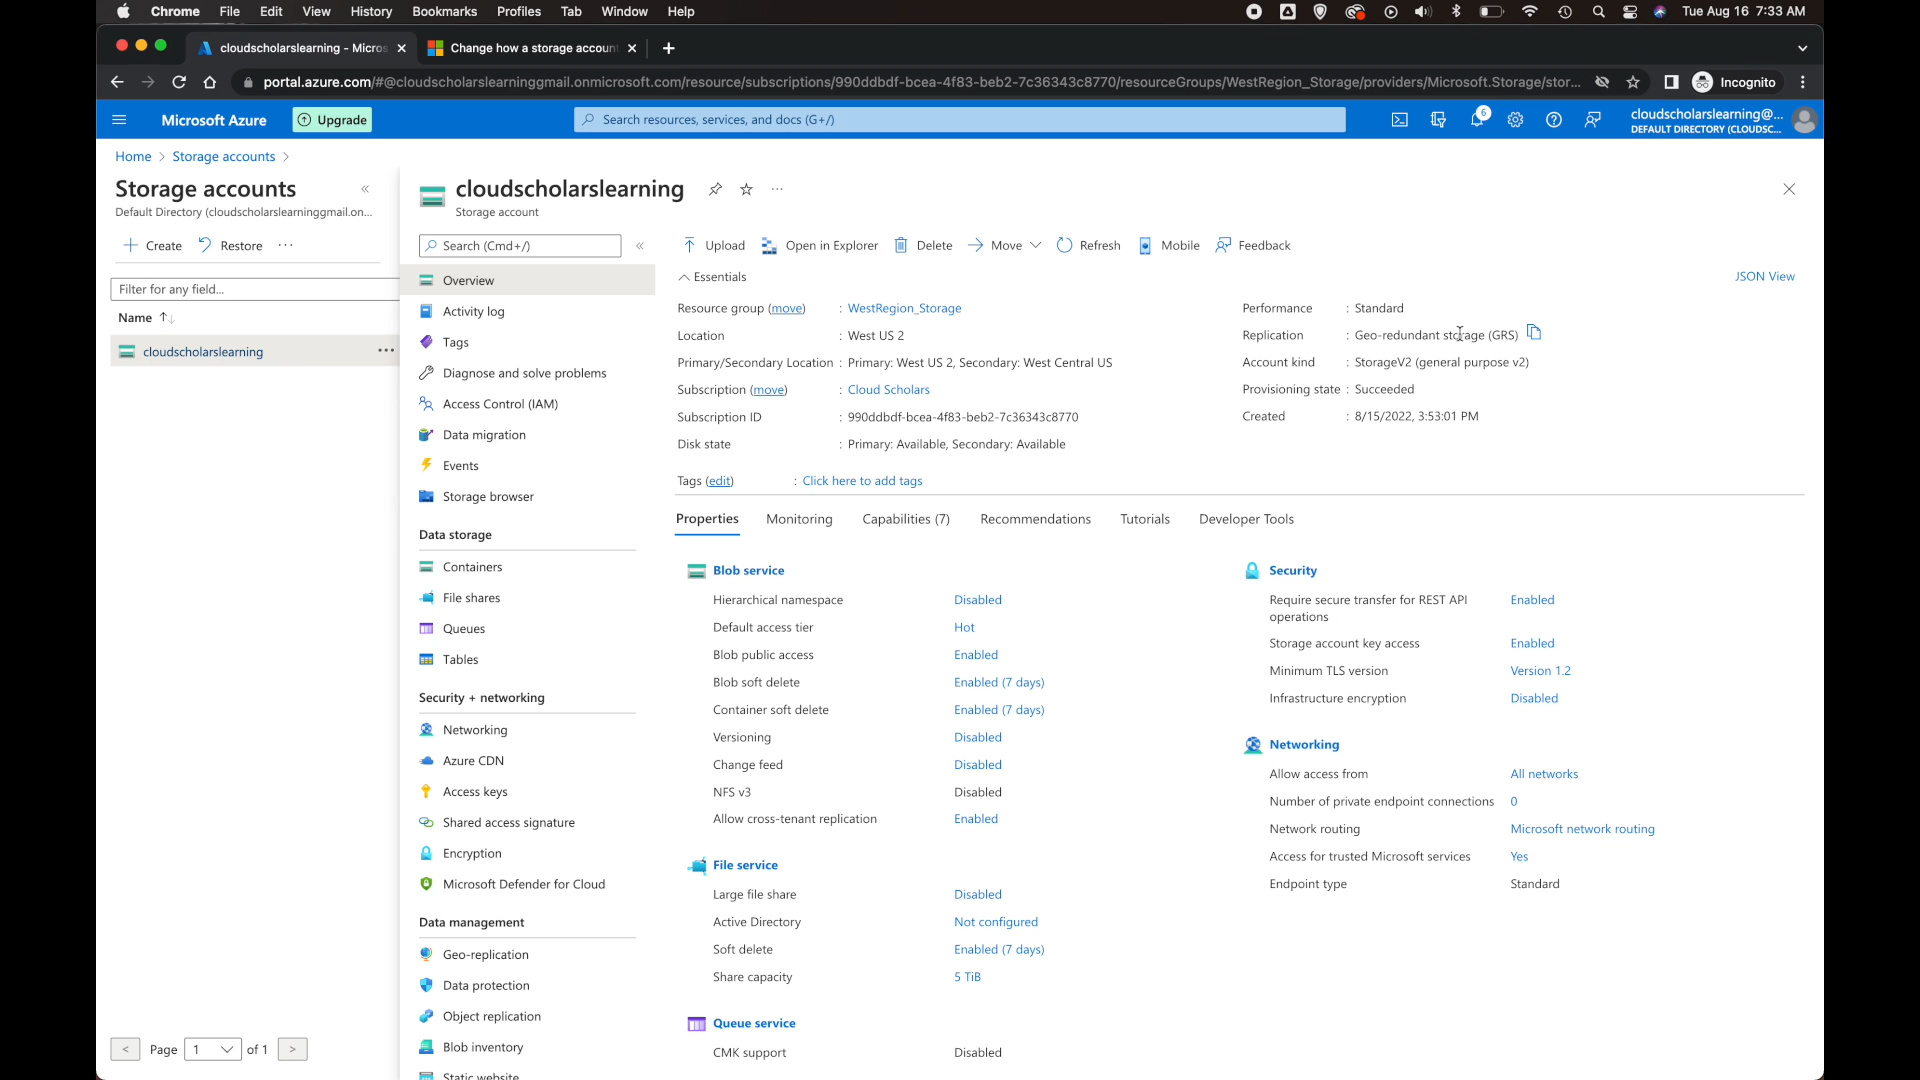 Chrome File Edit View History Bookmarks Profiles Tab Window Help Tue Aug 16 7:33 AM
cloudscholarslearning - Micros
Change how a storage account
portal.azure.com/#@cloudscholarslearninggmail.onmicrosoft.com/resource/subscriptions/990ddbdf-bcea-4f83-beb2-7c36343c8770/resourceGroups/WestRegion_Storage/providers/Microsoft.Storage/stor...
Incognito
Microsoft Azure
Upgrade
Search resources, services, and docs (G+/)
6
cloudscholarslearning@...
DEFAULT DIRECTORY (CLOUDSC...
Home > Storage accounts >
Storage accounts
Default Directory (cloudscholarslearninggmail.on...
Create Restore ...
Filter for any field...
Name
cloudscholarslearning ...
< Page 1 of 1 >
cloudscholarslearning
Storage account
Search (Cmd+/)
Overview
Activity log
Tags
Diagnose and solve problems
Access Control (IAM)
Data migration
Events
Storage browser
Data storage
Containers
File shares
Queues
Tables
Security + networking
Networking
Azure CDN
Access keys
Shared access signature
Encryption
Microsoft Defender for Cloud
Data management
Geo-replication
Data protection
Object replication
Blob inventory
Static website
Upload Open in Explorer Delete Move Refresh Mobile Feedback
Essentials
JSON View
Resource group (move) : WestRegion_Storage
Location : West US 2
Primary/Secondary Location : Primary: West US 2, Secondary: West Central US
Subscription (move) : Cloud Scholars
Subscription ID : 990ddbdf-bcea-4f83-beb2-7c36343c8770
Disk state : Primary: Available, Secondary: Available
Performance : Standard
Replication : Geo-redundant storage (GRS)
Account kind : StorageV2 (general purpose v2)
Provisioning state : Succeeded
Created : 8/15/2022, 3:53:01 PM
Tags (edit) : Click here to add tags
Properties Monitoring Capabilities (7) Recommendations Tutorials Developer Tools
Blob service
Hierarchical namespace Disabled
Default access tier Hot
Blob public access Enabled
Blob soft delete Enabled (7 days)
Container soft delete Enabled (7 days)
Versioning Disabled
Change feed Disabled
NFS v3 Disabled
Allow cross-tenant replication Enabled
File service
Large file share Disabled
Active Directory Not configured
Soft delete Enabled (7 days)
Share capacity 5 TiB
Queue service
CMK support Disabled
Security
Require secure transfer for REST API Enabled
operations
Storage account key access Enabled
Minimum TLS version Version 1.2
Infrastructure encryption Disabled
Networking
Allow access from All networks
Number of private endpoint connections 0
Network routing Microsoft network routing
Access for trusted Microsoft services Yes
Endpoint type Standard